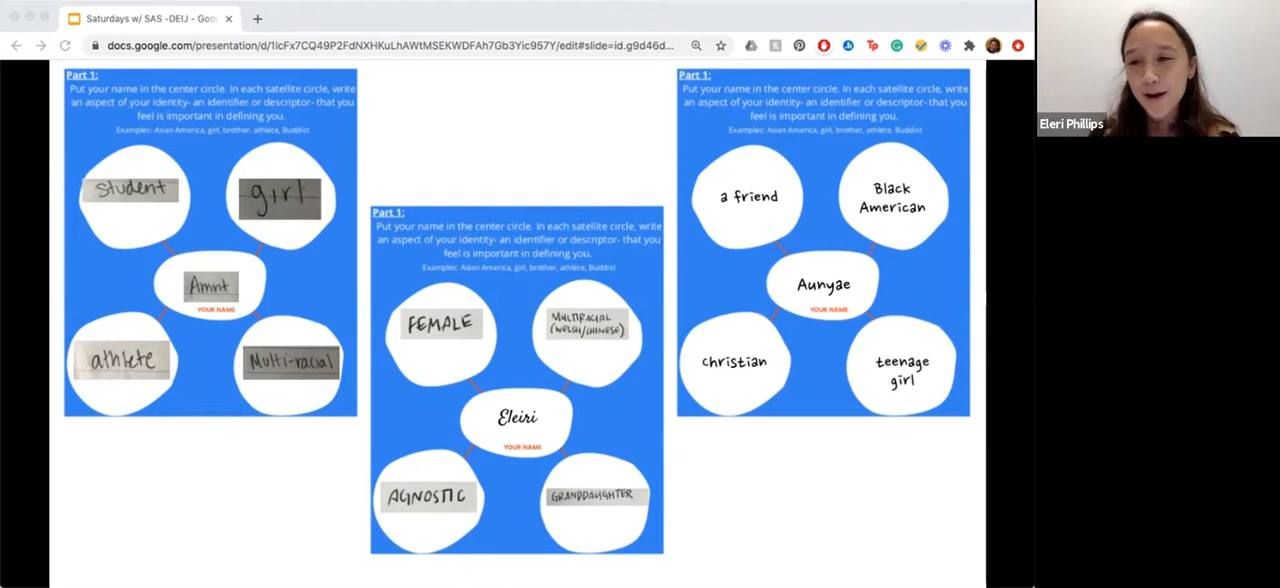 Saturdays w/ SAS -DEIJ - Goo
docs.google.com/presentation/d/1lcFx7CQ49P2FdNXHKuLhAWtMSEKWDFAh7Gb3Yic957Y/edit#slide=id.g9d46d...
Part 1:
Put your name in the center circle. In each satellite circle, write
an aspect of your identity- an identifier or descriptor- that you
feel is important in defining you.
Examples: Asian America, girl, brother, athlete, Buddist
Student
girl
Amrit
YOUR NAME
athlete
Multi-racial
Part 1:
Put your name in the center circle. In each satellite circle, write
an aspect of your identity- an identifier or descriptor- that you
feel is important in defining you.
Examples: Asian America, girl, brother, athlete, Buddist
FEMALE
MULTIRACIAL
(WELSH/CHINESE)
Eleiri
YOUR NAME
AGNOSTIC
GRANDDAUGHTER
Part 1:
Put your name in the center circle. In each satellite circle, write
an aspect of your identity- an identifier or descriptor- that you
feel is important in defining you.
Examples: Asian America, girl, brother, athlete, Buddist
a friend
Black
American
Aunyae
YOUR NAME
christian
teenage
girl
Eleri Phillips